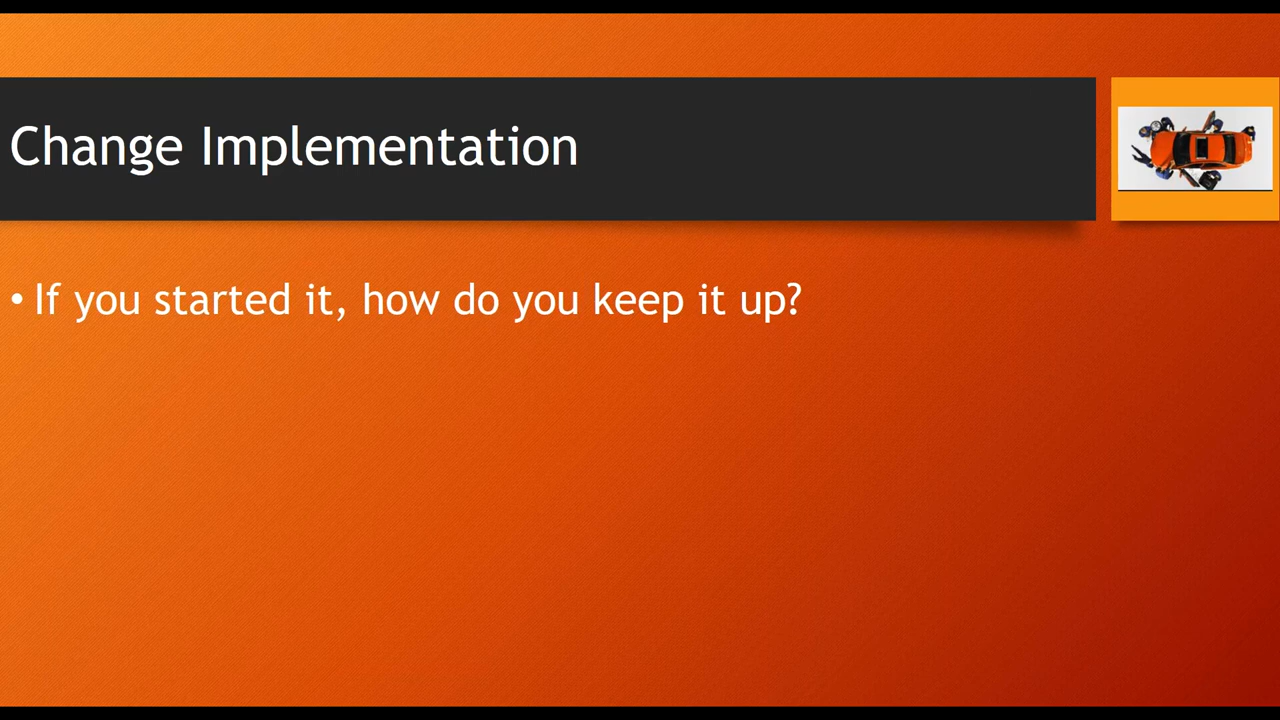 Change Implementation
• If you started it, how do you keep it up?